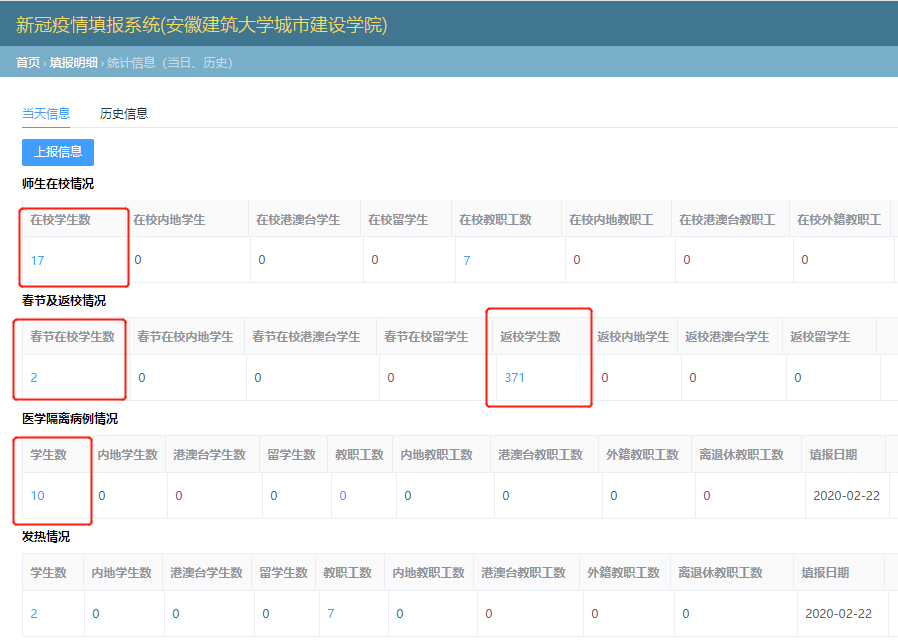 新冠疫情填报系统(安徽建筑大学城市建设学院)
首页 › 填报明细 › 统计信息（当日、历史）
当天信息 历史信息
上报信息
师生在校情况
在校学生数 在校内地学生 在校港澳台学生 在校留学生 在校教职工数 在校内地教职工 在校港澳台教职工 在校外籍教职工
17 0 0 0 7 0 0 0
春节及返校情况
春节在校学生数 春节在校内地学生 春节在校港澳台学生 春节在校留学生 返校学生数 返校内地学生 返校港澳台学生 返校留学生
2 0 0 0 371 0 0 0
医学隔离病例情况
学生数 内地学生数 港澳台学生数 留学生数 教职工数 内地教职工数 港澳台教职工数 外籍教职工数 离退休教职工数 填报日期
10 0 0 0 0 0 0 0 0 2020-02-22
发热情况
学生数 内地学生数 港澳台学生数 留学生数 教职工数 内地教职工数 港澳台教职工数 外籍教职工数 离退休教职工数 填报日期
2 0 0 0 7 0 0 0 0 2020-02-22